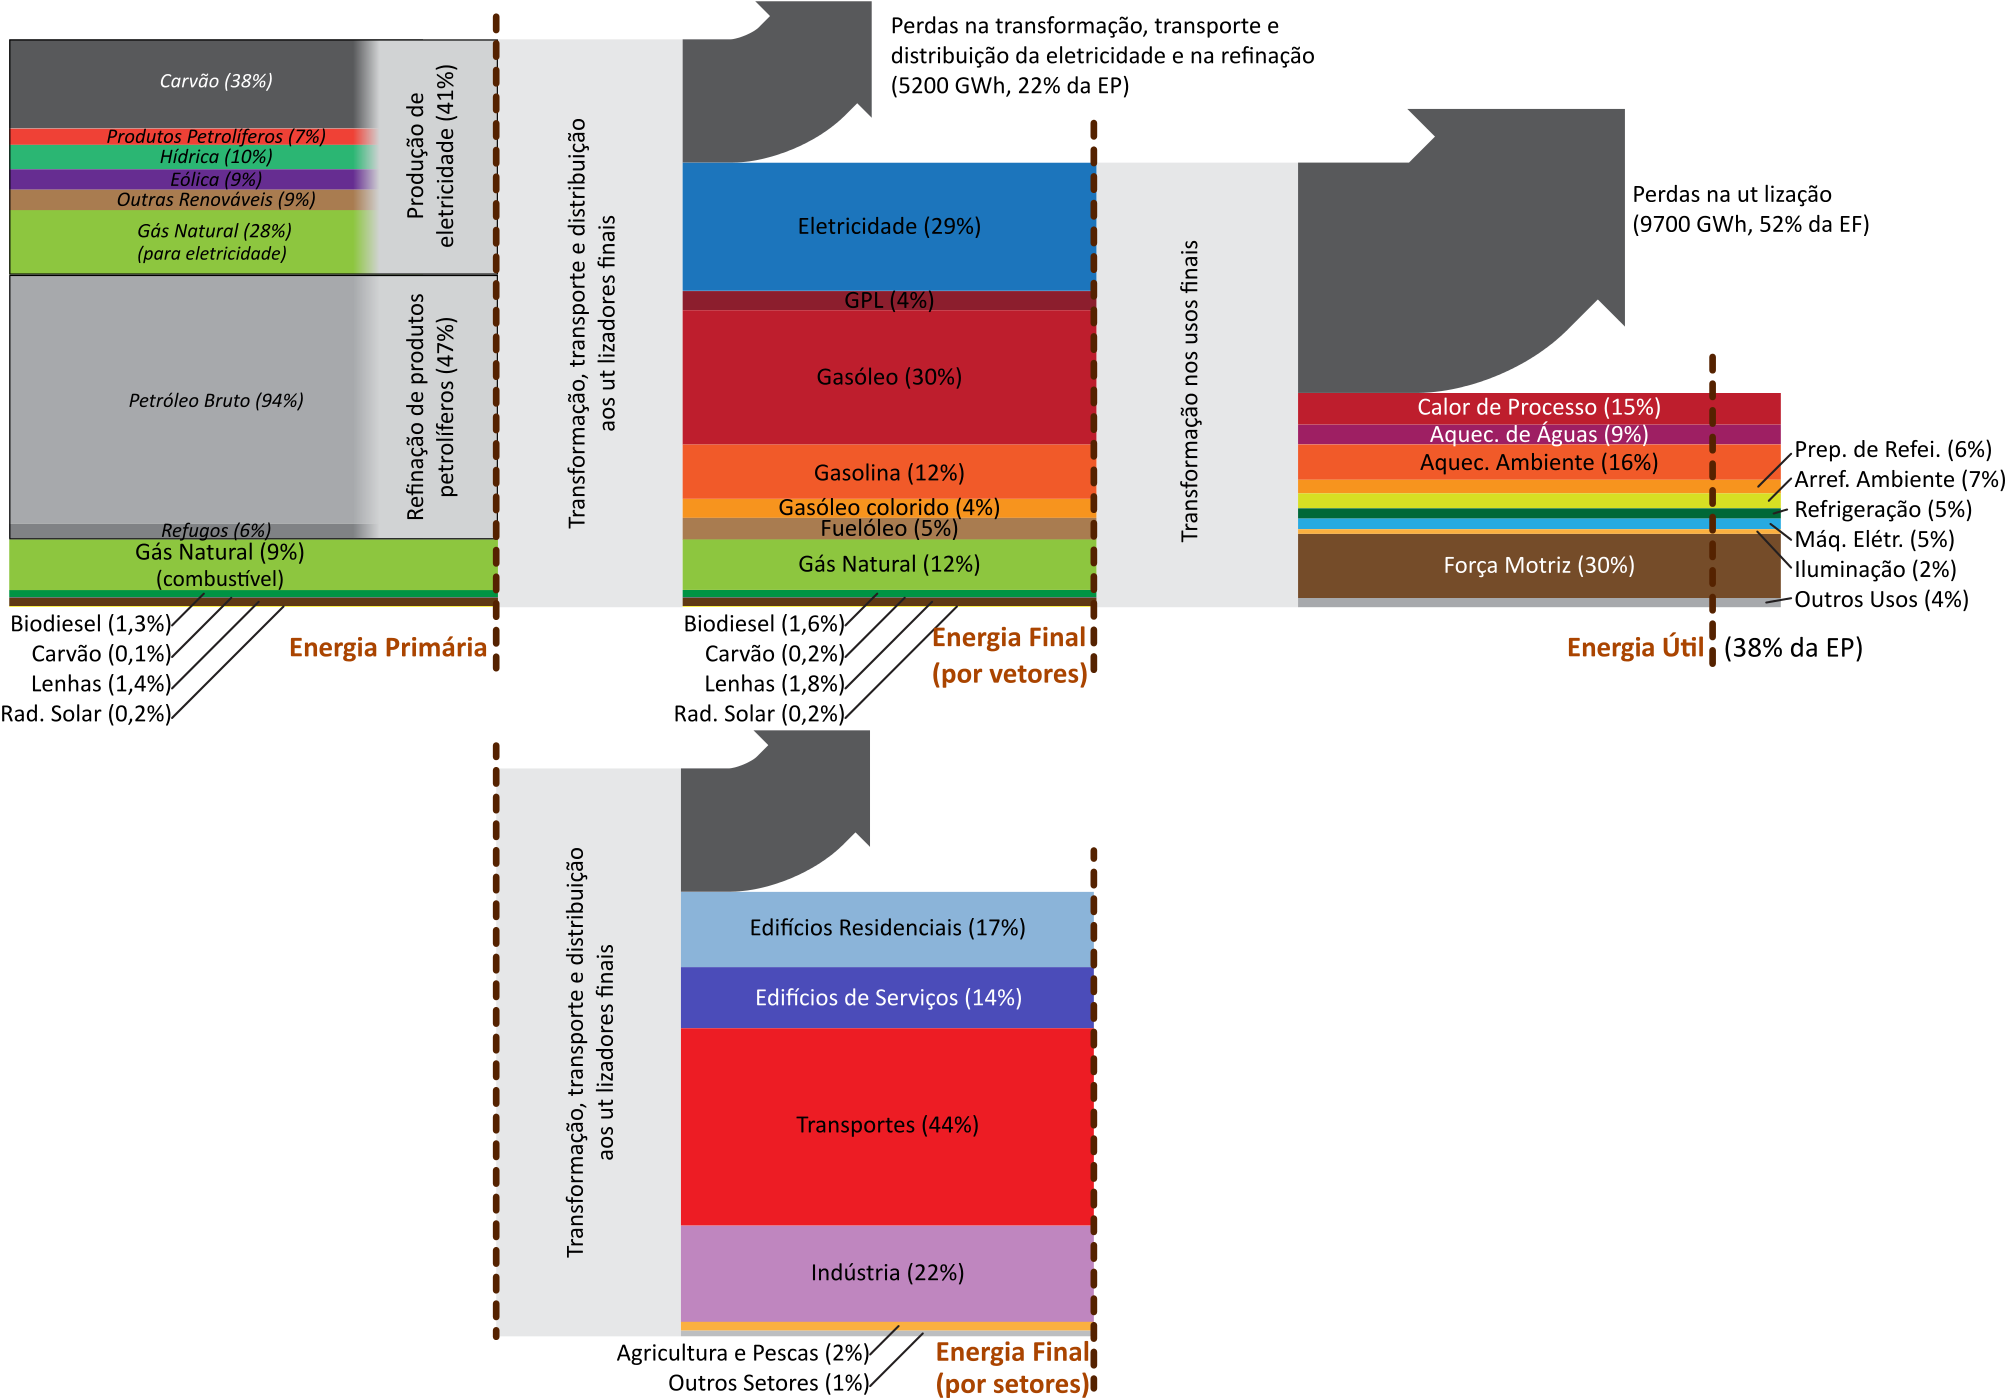 Carvão (38%)
Produtos Petrolíferos (7%)
Hídrica (10%)
Eólica (9%)
Outras Renováveis (9%)
Gás Natural (28%)
(para eletricidade)
Produção de
eletricidade (41%)
Petróleo Bruto (94%)
Refugos (6%)
Refinação de produtos
petrolíferos (47%)
Gás Natural (9%)
(combustível)
Biodiesel (1,3%)
Carvão (0,1%)
Lenhas (1,4%)
Rad. Solar (0,2%)
Energia Primária
Transformação, transporte e distribuição
aos ut lizadores finais
Perdas na transformação, transporte e
distribuição da eletricidade e na refinação
(5200 GWh, 22% da EP)
Eletricidade (29%)
GPL (4%)
Gasóleo (30%)
Gasolina (12%)
Gasóleo colorido (4%)
Fuelóleo (5%)
Gás Natural (12%)
Biodiesel (1,6%)
Carvão (0,2%)
Lenhas (1,8%)
Rad. Solar (0,2%)
Energia Final
(por vetores)
Transformação nos usos finais
Perdas na ut lização
(9700 GWh, 52% da EF)
Calor de Processo (15%)
Aquec. de Águas (9%)
Aquec. Ambiente (16%)
Prep. de Refei. (6%)
Arref. Ambiente (7%)
Refrigeração (5%)
Máq. Elétr. (5%)
Iluminação (2%)
Força Motriz (30%)
Outros Usos (4%)
Energia Útil (38% da EP)
Transformação, transporte e distribuição
aos ut lizadores finais
Edifícios Residenciais (17%)
Edifícios de Serviços (14%)
Transportes (44%)
Indústria (22%)
Agricultura e Pescas (2%)
Outros Setores (1%)
Energia Final
(por setores)